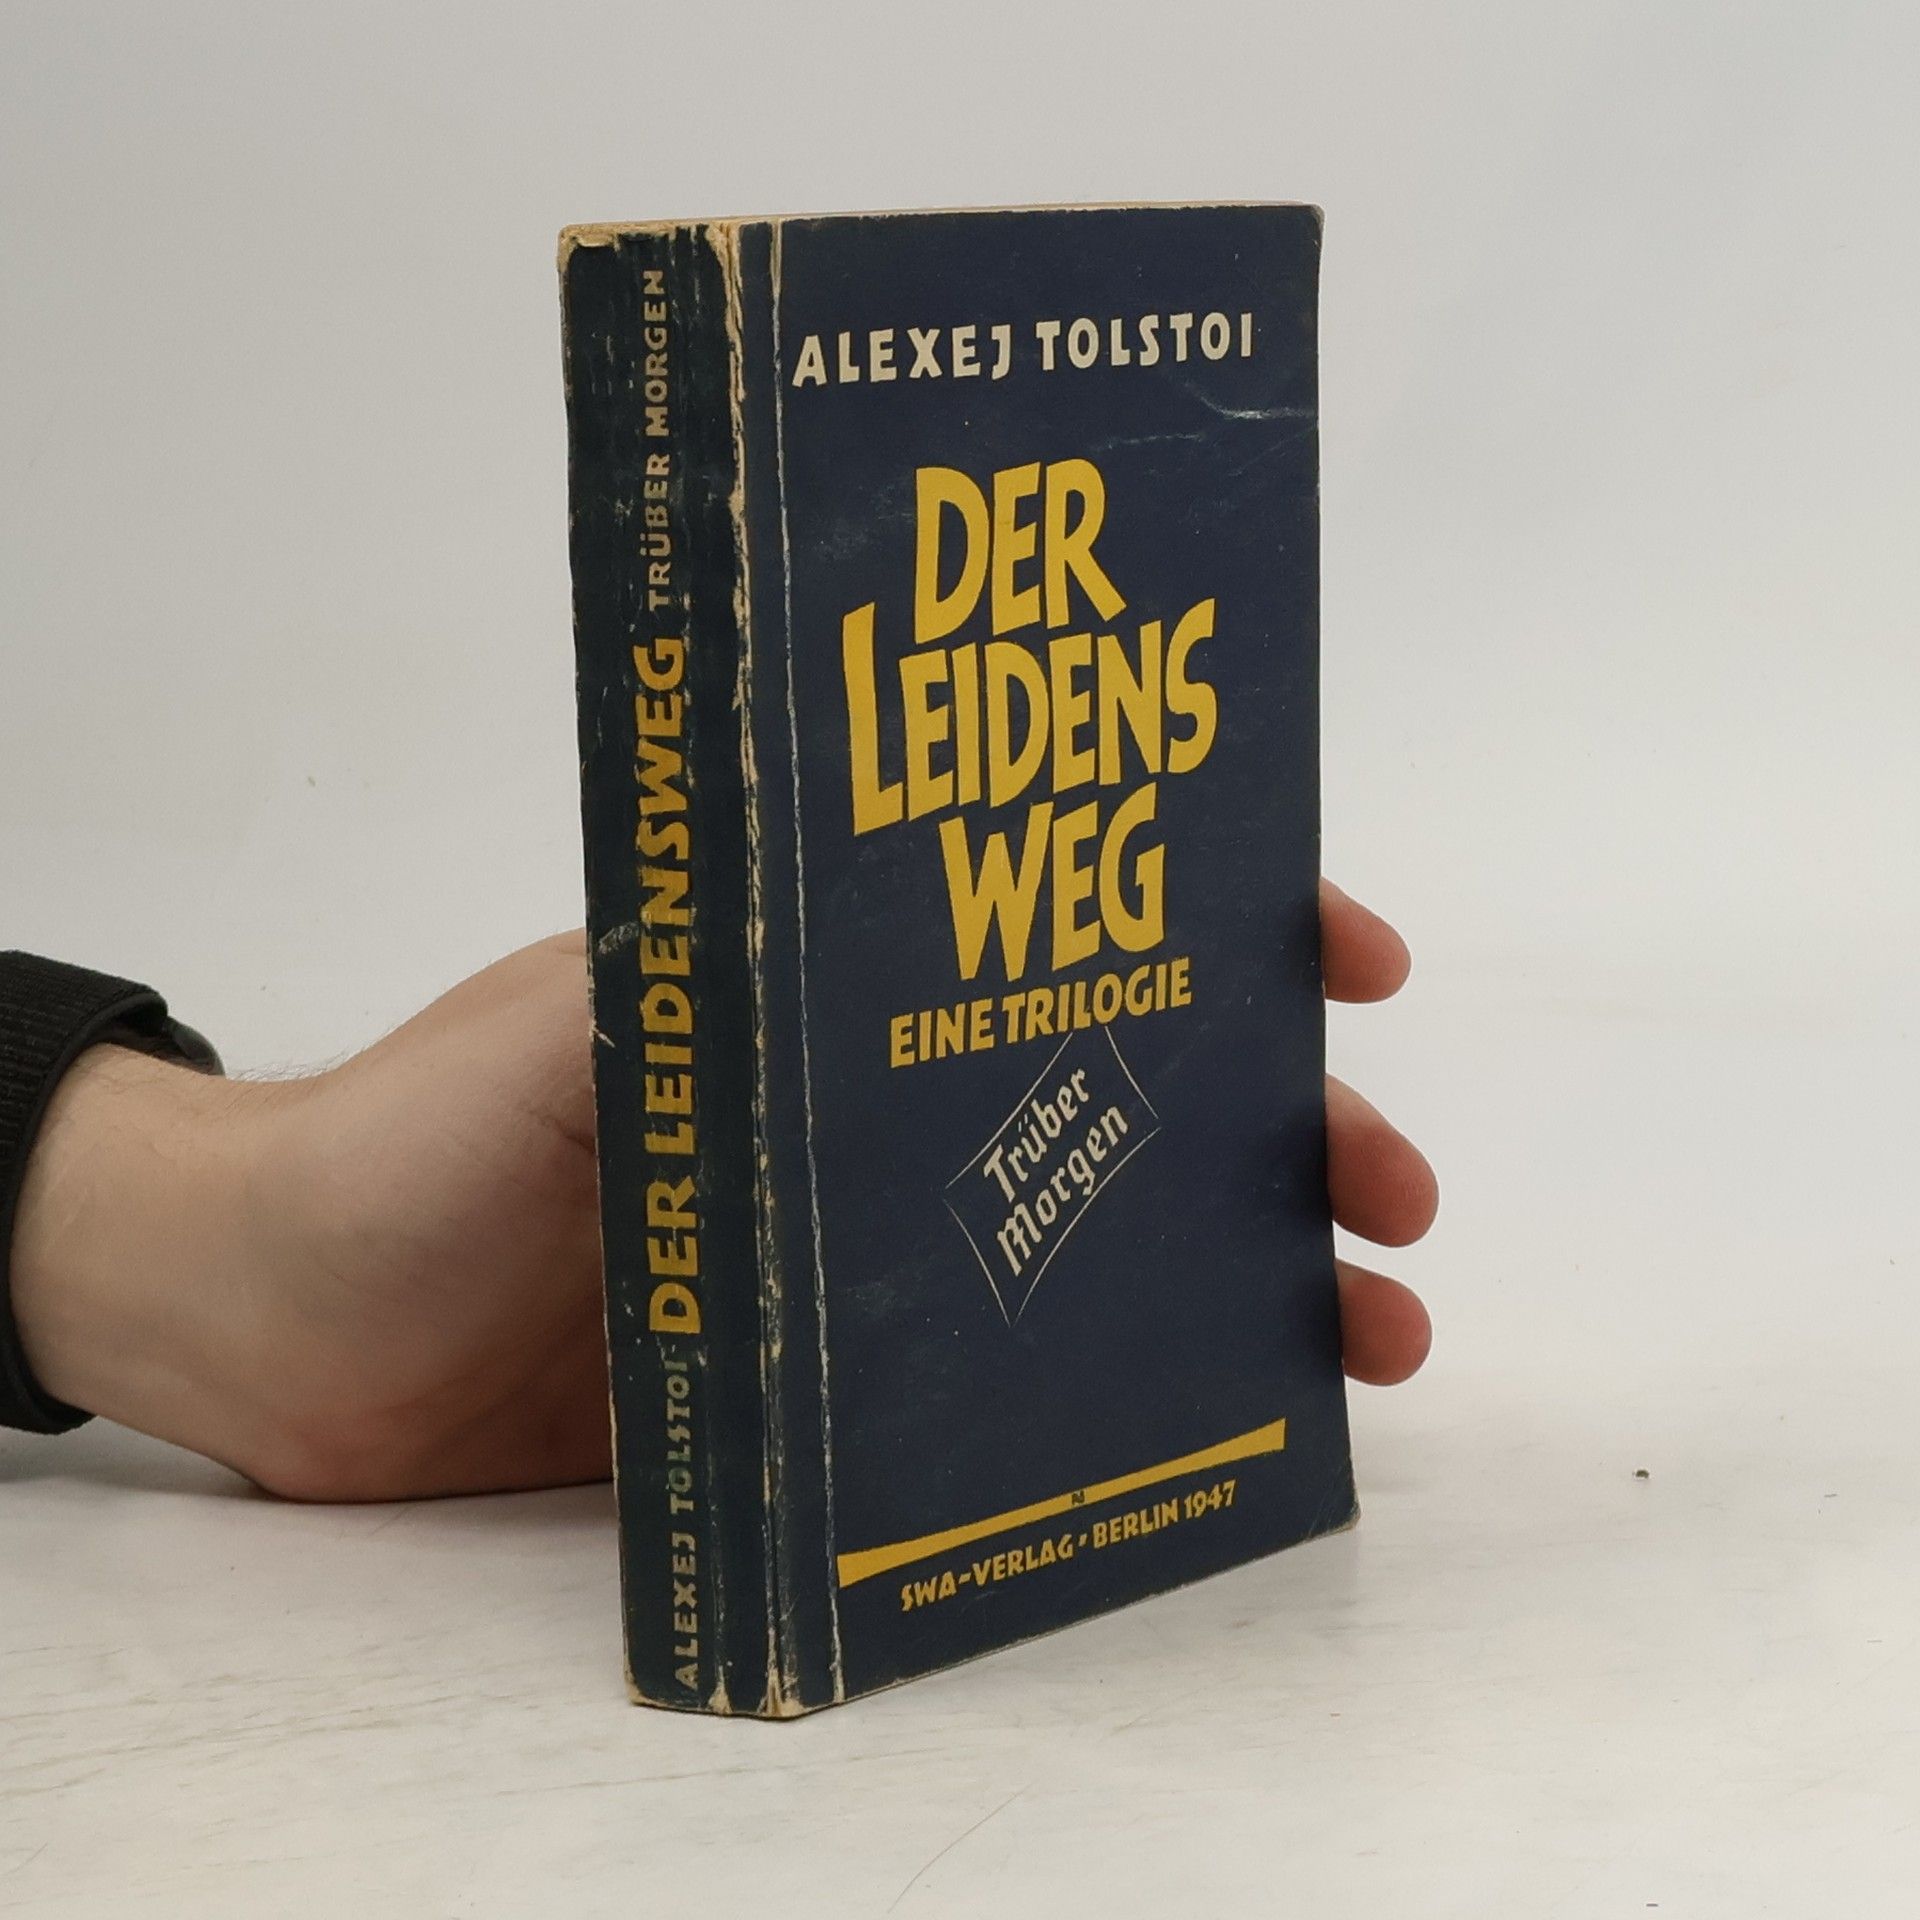 ALEXEJ TOLSTOI DER LEIDENSWEG TRÜBER MORGEN
ALEXEJ TOLSTOI
DER
LEIDENS
WEG
EINE TRILOGIE
Trüber
Morgen
SWA-VERLAG·BERLIN 1947